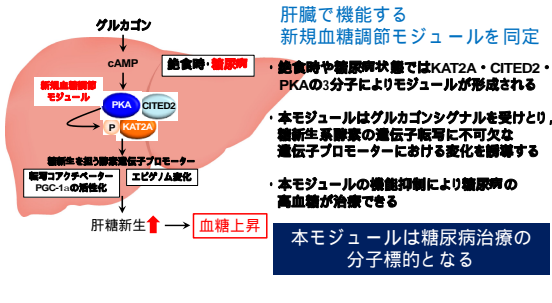 グルカゴン
cAMP
絶食時・糖尿病
新規血糖調節
モジュール
PKA
CITED2
P
KAT2A
糖新生を担う酵素遺伝子プロモーター
転写コアクチベーター
PGC-1aの活性化
エピゲノム変化
肝糖新生
血糖上昇
肝臓で機能する
新規血糖調節モジュールを同定
・絶食時や糖尿病状態ではKAT2A・CITED2・
PKAの3分子によりモジュールが形成される
・本モジュールはグルカゴンシグナルを受けとり,
糖新生系酵素の遺伝子転写に不可欠な
遺伝子プロモーターにおける変化を誘導する
・本モジュールの機能抑制により糖尿病の
高血糖が治療できる
本モジュールは糖尿病治療の
分子標的となる